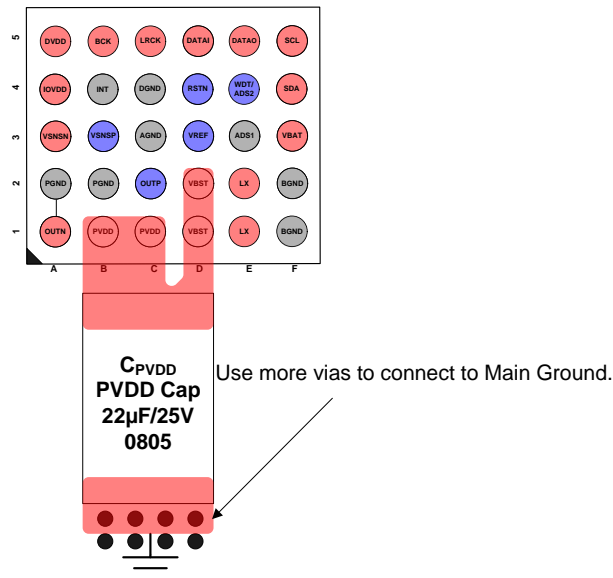 5 DVDD BCK LRCK DATAI DATAO SCL
4 IOVDD INT DGND RSTN WDT/ ADS2 SDA
3 VSNSN VSNSP AGND VREF ADS1 VBAT
2 PGND PGND OUTP VBST LX BGND
1 OUTN PVDD PVDD VBST LX BGND
A B C D E F
CPVDD
PVDD Cap
22µF/25V
0805
Use more vias to connect to Main Ground.